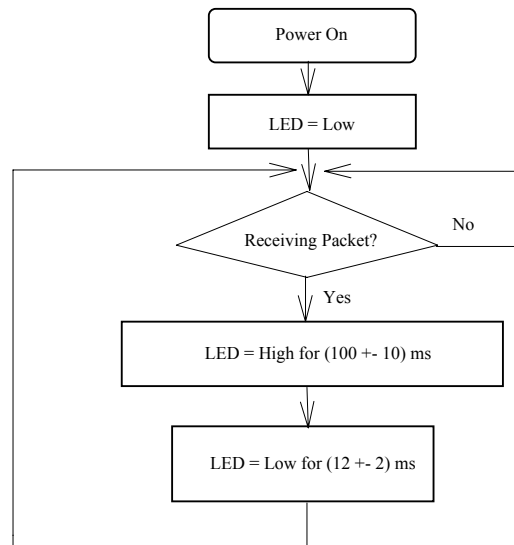 Power On
LED = Low
Receiving Packet?
No
Yes
LED = High for (100 +- 10) ms
LED = Low for (12 +- 2) ms